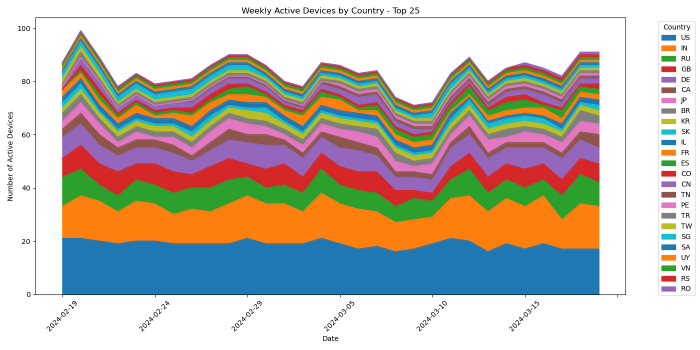 Weekly Active Devices by Country - Top 25
Number of Active Devices
100
80
60
40
20
0
2024-02-19
2024-02-24
2024-02-29
2024-03-05
2024-03-10
2024-03-15
Date
Country
US
IN
RU
GB
DE
CA
JP
BR
KR
SK
IL
FR
ES
CO
CN
TN
PE
TR
TW
SG
SA
UY
VN
RS
RO